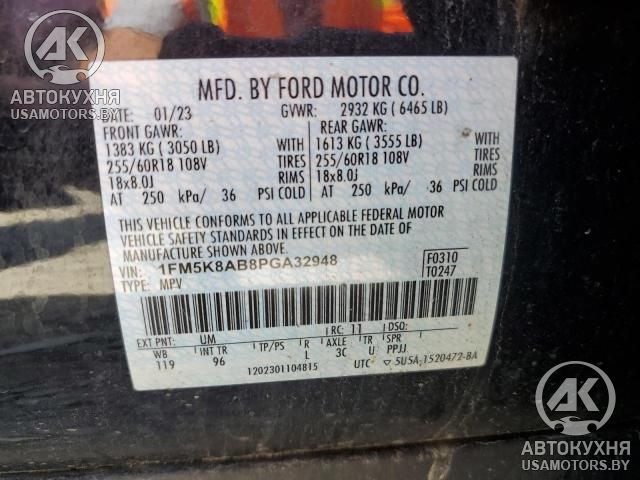 AK
АВТОКУХНЯ
USAMOTORS.BY
MFD. BY FORD MOTOR CO.
DATE: 01/23 GVWR: 2932 KG ( 6465 LB)
FRONT GAWR: REAR GAWR:
1383 KG ( 3050 LB) WITH 1613 KG ( 3555 LB) WITH
255/60R18 108V TIRES 255/60R18 108V TIRES
18x8.0J RIMS 18x8.0J RIMS
AT 250 kPa/ 36 PSI COLD AT 250 kPa/ 36 PSI COLD
THIS VEHICLE CONFORMS TO ALL APPLICABLE FEDERAL MOTOR
VEHICLE SAFETY STANDARDS IN EFFECT ON THE DATE OF
MANUFACTURE SHOWN ABOVE.
VIN: 1FM5K8AB8PGA32948 F0310
TYPE: MPV T0247
EXT PNT: UM RC: 11 DSO:
WB INT TR TP/PS R AXLE TR SPR
119 96 L 3C U PPJJ
1202301104815 UTC ▽ 5U5A-1520472-BA
AK
АВТОКУХНЯ
USAMOTORS.BY